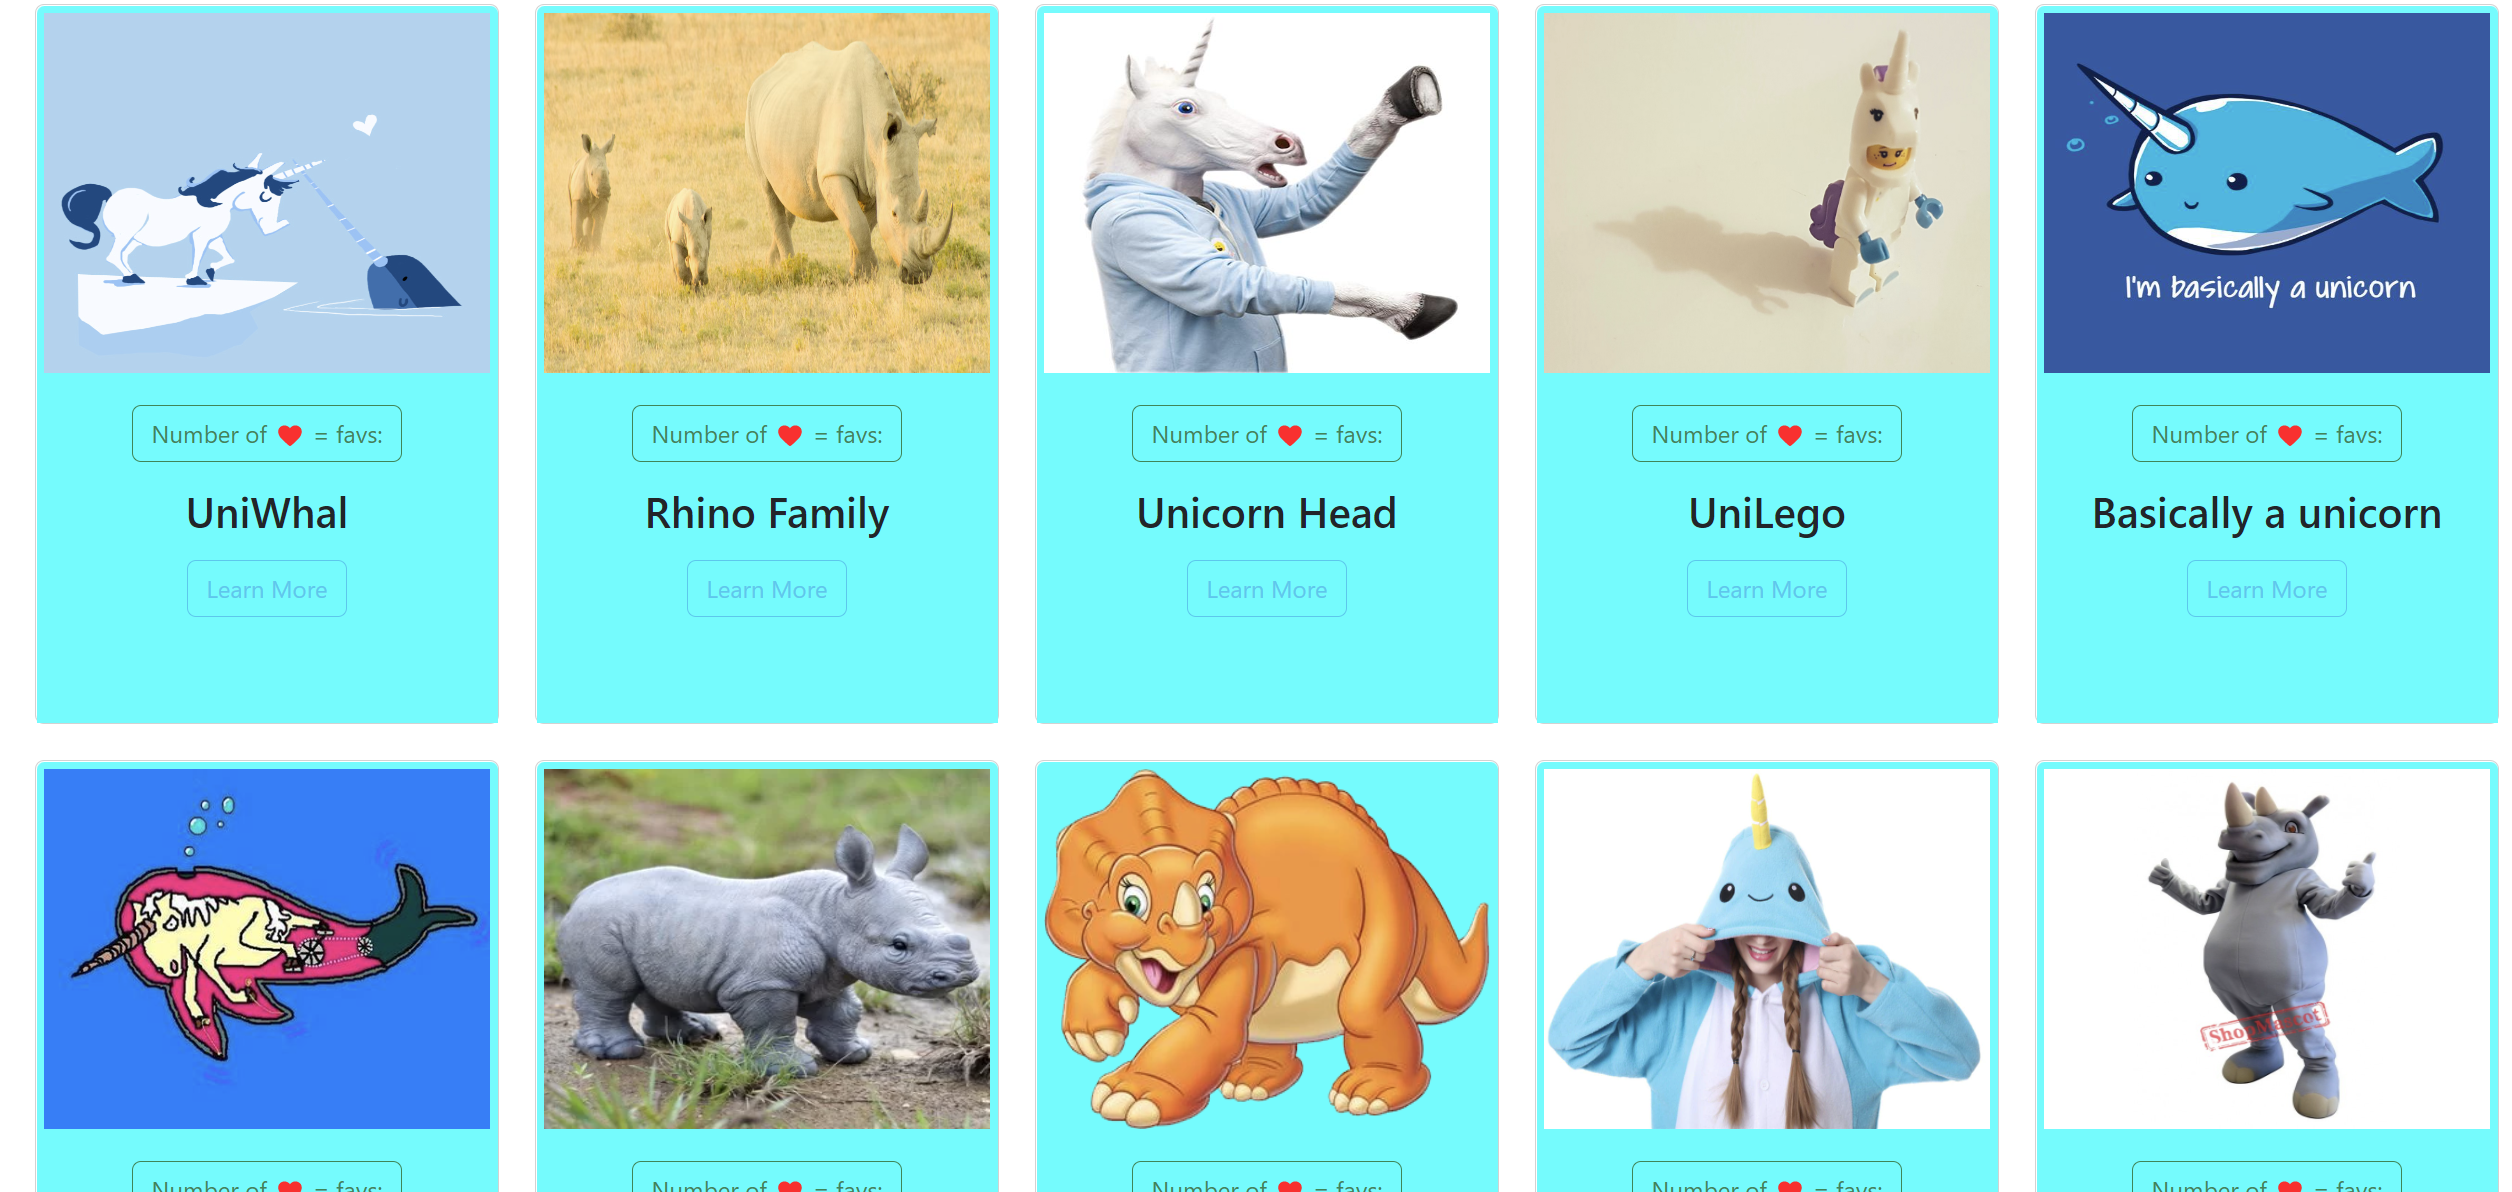 I'm basically a unicorn
Number of = favs:
Number of = favs:
Number of = favs:
Number of = favs:
Number of = favs:
UniWhal
Rhino Family
Unicorn Head
UniLego
Basically a unicorn
Learn More
Learn More
Learn More
Learn More
Learn More
ShopMascot
Number of = favs:
Number of = favs:
Number of = favs:
Number of = favs:
Number of = favs: